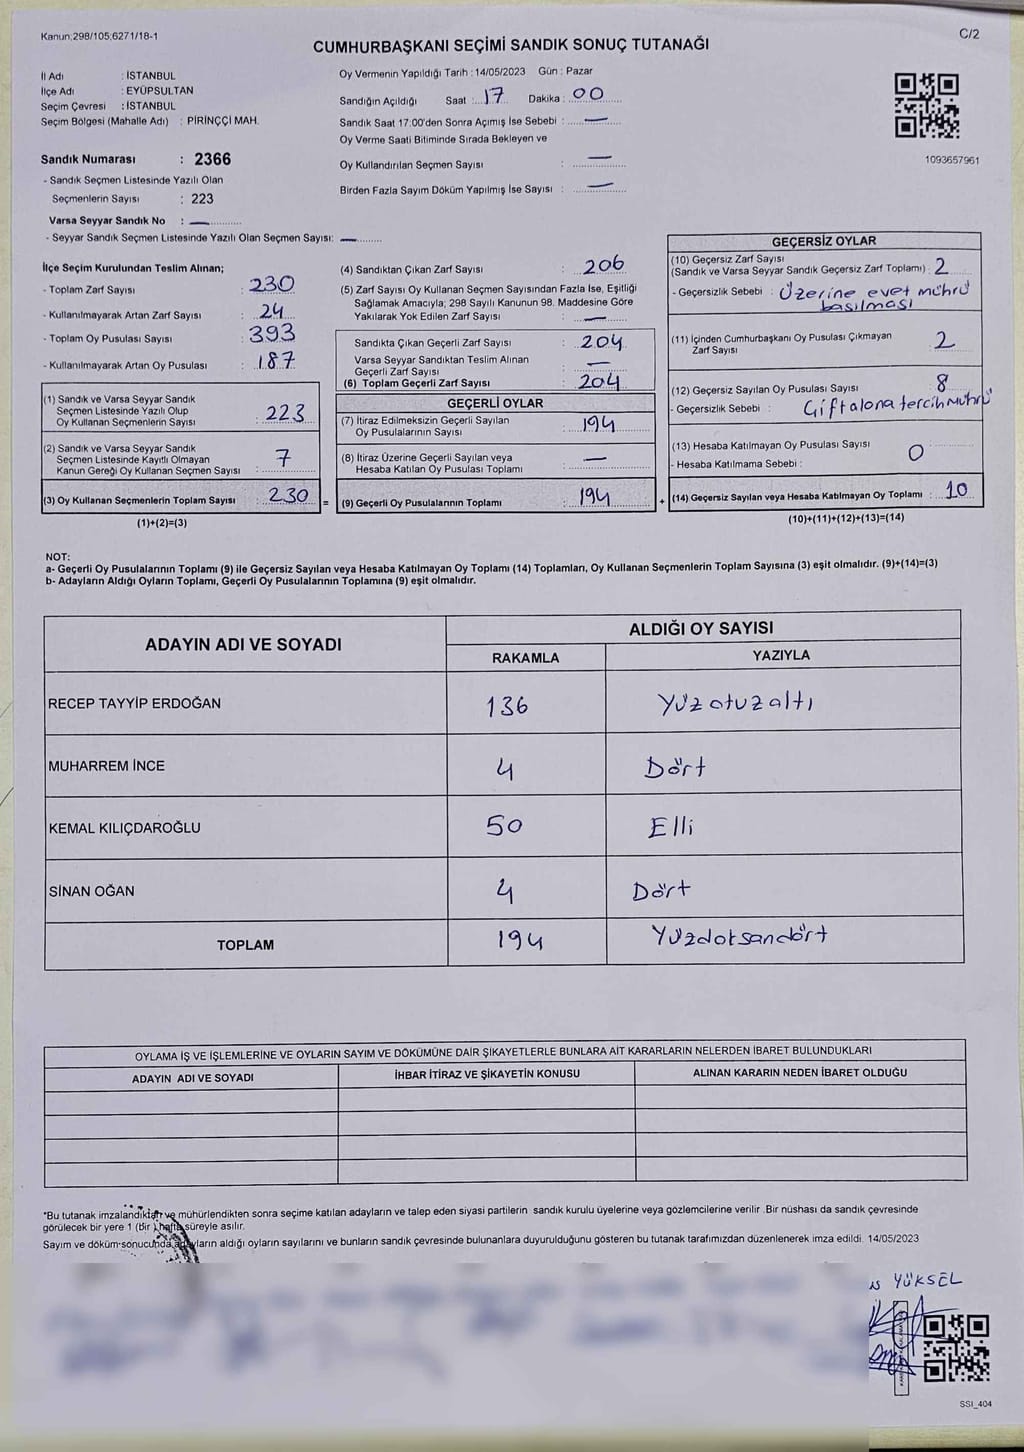 Kanun:298/105;6271/18-1
C/2
CUMHURBAŞKANI SEÇİMİ SANDIK SONUÇ TUTANAĞI
İl Adı : İSTANBUL
İlçe Adı : EYÜPSULTAN
Seçim Çevresi : İSTANBUL
Seçim Bölgesi (Mahalle Adı) : PİRİNÇÇİ MAH.
Sandık Numarası : 2366
- Sandık Seçmen Listesinde Yazılı Olan
Seçmenlerin Sayısı : 223
Varsa Seyyar Sandık No : —
- Seyyar Sandık Seçmen Listesinde Yazılı Olan Seçmen Sayısı: —
Oy Vermenin Yapıldığı Tarih : 14/05/2023 Gün : Pazar
Sandığın Açıldığı Saat : 17 Dakika : 00
Sandık Saat 17:00'den Sonra Açımış İse Sebebi : —
Oy Verme Saati Bitiminde Sırada Bekleyen ve
Oy Kullandırılan Seçmen Sayısı : —
Birden Fazla Sayım Döküm Yapılmış İse Sayısı : —
1093657961
İlçe Seçim Kurulundan Teslim Alınan;
- Toplam Zarf Sayısı : 230
- Kullanılmayarak Artan Zarf Sayısı : 24
- Toplam Oy Pusulası Sayısı : 393
- Kullanılmayarak Artan Oy Pusulası : 187
(1) Sandık ve Varsa Seyyar Sandık
Seçmen Listesinde Yazılı Olup
Oy Kullanan Seçmenlerin Sayısı : 223
(2) Sandık ve Varsa Seyyar Sandık
Seçmen Listesinde Kayıtlı Olmayan
Kanun Gereği Oy Kullanan Seçmen Sayısı : 7
(3) Oy Kullanan Seçmenlerin Toplam Sayısı : 230 =
(1)+(2)=(3)
(4) Sandıktan Çıkan Zarf Sayısı : 206
(5) Zarf Sayısı Oy Kullanan Seçmen Sayısından Fazla İse, Eşitliği
Sağlamak Amacıyla; 298 Sayılı Kanunun 98. Maddesine Göre
Yakılarak Yok Edilen Zarf Sayısı : —
Sandıkta Çıkan Geçerli Zarf Sayısı : 204
Varsa Seyyar Sandıktan Teslim Alınan
Geçerli Zarf Sayısı : —
(6) Toplam Geçerli Zarf Sayısı : 204
GEÇERLİ OYLAR
(7) İtiraz Edilmeksizin Geçerli Sayılan
Oy Pusulalarının Sayısı : 194
(8) İtiraz Üzerine Geçerli Sayılan veya
Hesaba Katılan Oy Pusulası Toplamı : —
(9) Geçerli Oy Pusulalarının Toplamı : 194 +
GEÇERSİZ OYLAR
(10) Geçersiz Zarf Sayısı
(Sandık ve Varsa Seyyar Sandık Geçersiz Zarf Toplamı) : 2
- Geçersizlik Sebebi : Üzerine evet mührü
basılması
(11) İçinden Cumhurbaşkanı Oy Pusulası Çıkmayan
Zarf Sayısı : 2
(12) Geçersiz Sayılan Oy Pusulası Sayısı : 8
- Geçersizlik Sebebi : Çift alana tercih mührü
(13) Hesaba Katılmayan Oy Pusulası Sayısı : 0
- Hesaba Katılmama Sebebi :
(14) Geçersiz Sayılan veya Hesaba Katılmayan Oy Toplamı : 10
(10)+(11)+(12)+(13)=(14)
NOT:
a- Geçerli Oy Pusulalarının Toplamı (9) ile Geçersiz Sayılan veya Hesaba Katılmayan Oy Toplamı (14) Toplamları, Oy Kullanan Seçmenlerin Toplam Sayısına (3) eşit olmalıdır. (9)+(14)=(3)
b- Adayların Aldığı Oyların Toplamı, Geçerli Oy Pusulalarının Toplamına (9) eşit olmalıdır.
ADAYIN ADI VE SOYADI ALDIĞI OY SAYISI
RAKAMLA YAZIYLA
RECEP TAYYİP ERDOĞAN 136 Yüzotuzaltı
MUHARREM İNCE 4 Dört
KEMAL KILIÇDAROĞLU 50 Elli
SİNAN OĞAN 4 Dört
TOPLAM 194 Yüzdoksandört
OYLAMA İŞ VE İŞLEMLERİNE VE OYLARIN SAYIM VE DÖKÜMÜNE DAİR ŞİKAYETLERLE BUNLARA AİT KARARLARIN NELERDEN İBARET BULUNDUKLARI
ADAYIN ADI VE SOYADI İHBAR İTİRAZ VE ŞİKAYETİN KONUSU ALINAN KARARIN NEDEN İBARET OLDUĞU
*Bu tutanak imzalandıktan ve mühürlendikten sonra seçime katılan adayların ve talep eden siyasi partilerin sandık kurulu üyelerine veya gözlemcilerine verilir .Bir nüshası da sandık çevresinde
görülecek bir yere 1 (bir ) hafta süreyle asılır.
Sayım ve döküm sonucunda adayların aldığı oyların sayılarını ve bunların sandık çevresinde bulunanlara duyurulduğunu gösteren bu tutanak tarafımızdan düzenlenerek imza edildi. 14/05/2023
YÜKSEL
SSI_404